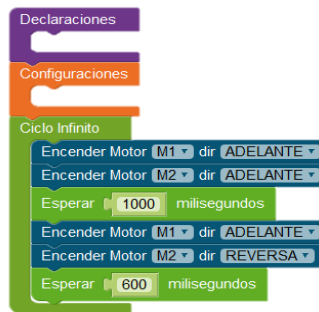 Declaraciones
Configuraciones
Ciclo Infinito
Encender Motor M1 dir ADELANTE
Encender Motor M2 dir ADELANTE
Esperar 1000 milisegundos
Encender Motor M1 dir ADELANTE
Encender Motor M2 dir REVERSA
Esperar 600 milisegundos